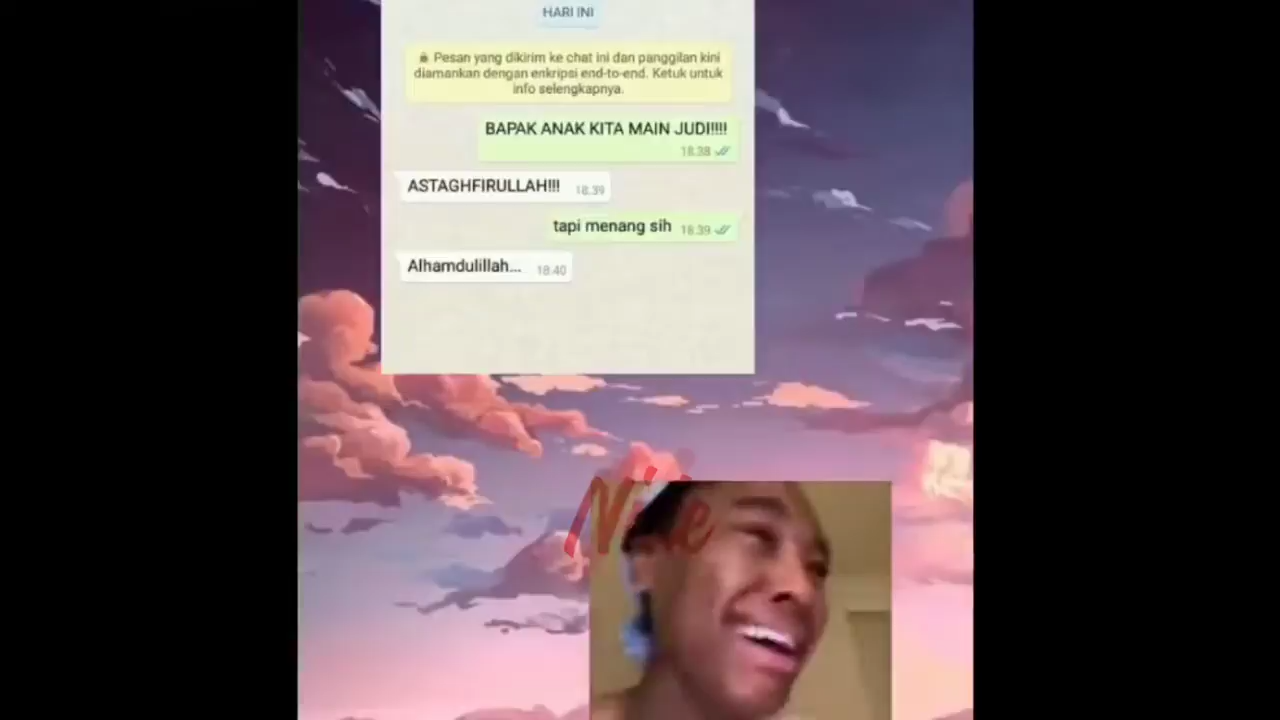 HARI INI
Pesan yang dikirim ke chat ini dan panggilan kini
diamankan dengan enkripsi end-to-end. Ketuk untuk
info selengkapnya.
BAPAK ANAK KITA MAIN JUDI!!!!
18.38
ASTAGHFIRULLAH!!! 18.39
tapi menang sih 18.39
Alhamdulillah... 18.40